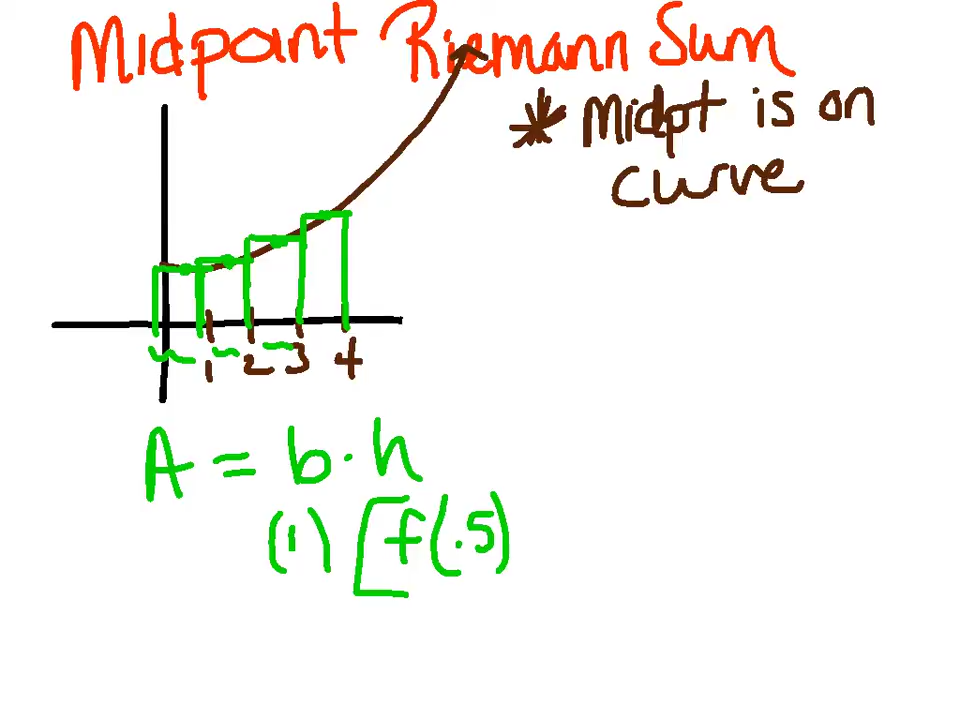 Midpoint Riemann Sum
* Midpt is on
curve
1 2 3 4
A = b · h
(1) [f(.5)